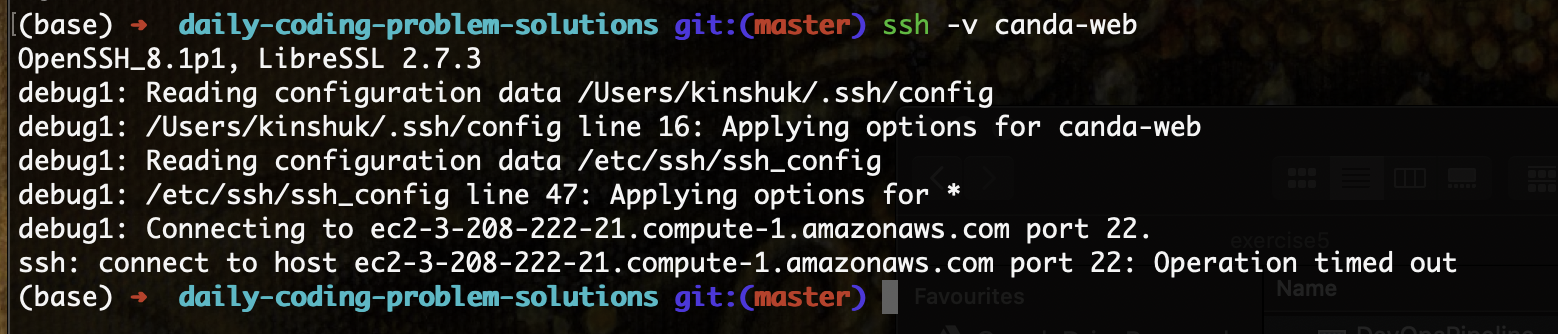 (base) → daily-coding-problem-solutions git:(master) ssh -v canda-web
OpenSSH_8.1p1, LibreSSL 2.7.3
debug1: Reading configuration data /Users/kinshuk/.ssh/config
debug1: /Users/kinshuk/.ssh/config line 16: Applying options for canda-web
debug1: Reading configuration data /etc/ssh/ssh_config
debug1: /etc/ssh/ssh_config line 47: Applying options for *
debug1: Connecting to ec2-3-208-222-21.compute-1.amazonaws.com port 22.
exercise5
ssh: connect to host ec2-3-208-222-21.compute-1.amazonaws.com port 22: Operation timed out
(base) → daily-coding-problem-solutions git:(master)
Favourites
Name